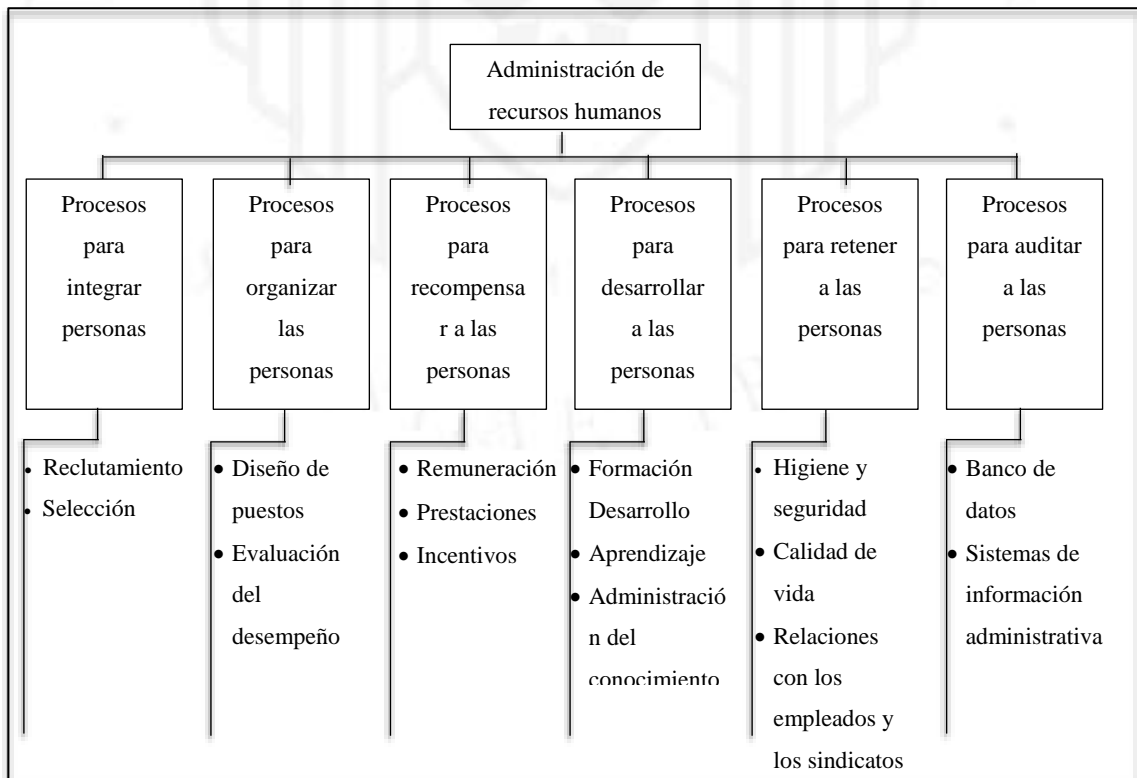 Administración de
recursos humanos
Procesos
para
integrar
personas
Procesos
para
organizar
las
personas
Procesos
para
recompensa
r a las
personas
Procesos
para
desarrollar
a las
personas
Procesos
para retener
a las
personas
Procesos
para auditar
a las
personas
• Reclutamiento
• Selección
• Diseño de
puestos
• Evaluación
del
desempeño
• Remuneración
• Prestaciones
• Incentivos
• Formación
Desarrollo
• Aprendizaje
• Administració
n del
conocimiento
• Higiene y
seguridad
• Calidad de
vida
• Relaciones
con los
empleados y
los sindicatos
• Banco de
datos
• Sistemas de
información
administrativa